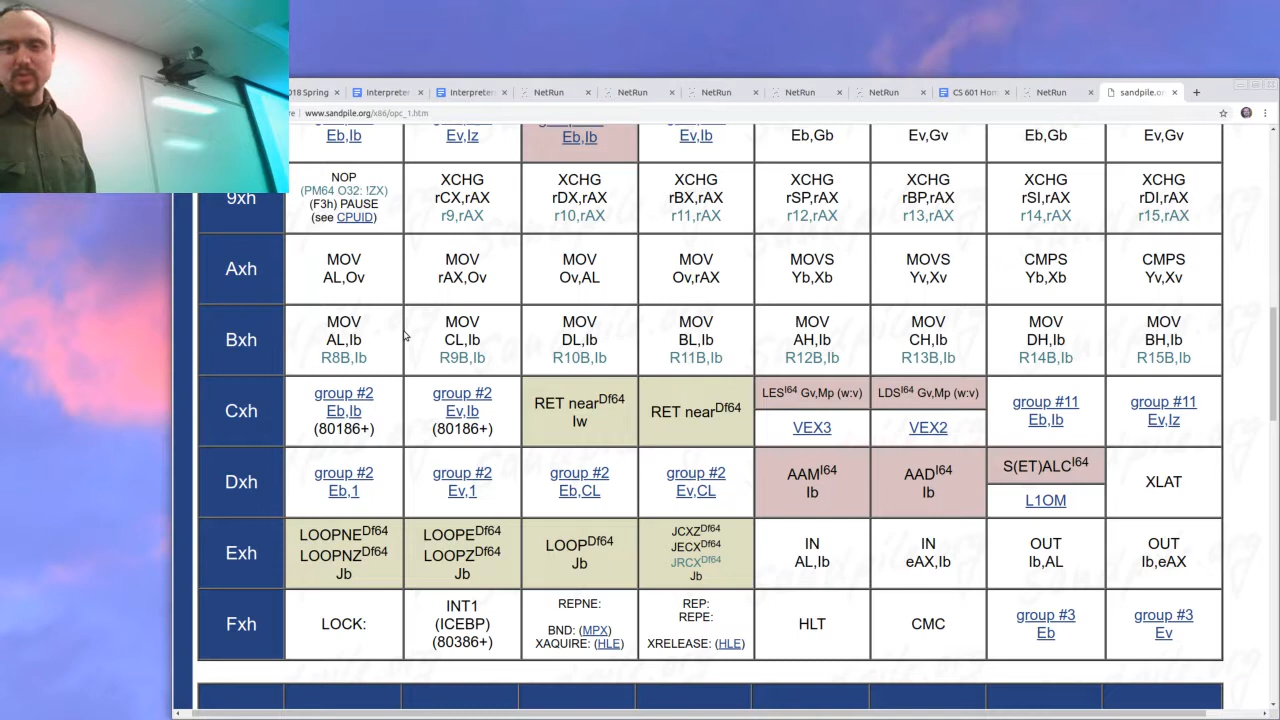 018 Spring
Interpreter
Interpreters
NetRun
NetRun
NetRun
NetRun
NetRun
CS 601 Hom
NetRun
sandpile.org
www.sandpile.org/x86/opc_1.htm
Eb,Ib
Ev,Iz
Eb,Ib
Ev,Ib
Eb,Gb
Ev,Gv
Eb,Gb
Ev,Gv
9xh
NOP
(PM64 O32: !ZX)
(F3h) PAUSE
(see CPUID)
XCHG
rCX,rAX
r9,rAX
XCHG
rDX,rAX
r10,rAX
XCHG
rBX,rAX
r11,rAX
XCHG
rSP,rAX
r12,rAX
XCHG
rBP,rAX
r13,rAX
XCHG
rSI,rAX
r14,rAX
XCHG
rDI,rAX
r15,rAX
Axh
MOV
AL,Ov
MOV
rAX,Ov
MOV
Ov,AL
MOV
Ov,rAX
MOVS
Yb,Xb
MOVS
Yv,Xv
CMPS
Yb,Xb
CMPS
Yv,Xv
Bxh
MOV
AL,Ib
R8B,Ib
MOV
CL,Ib
R9B,Ib
MOV
DL,Ib
R10B,Ib
MOV
BL,Ib
R11B,Ib
MOV
AH,Ib
R12B,Ib
MOV
CH,Ib
R13B,Ib
MOV
DH,Ib
R14B,Ib
MOV
BH,Ib
R15B,Ib
Cxh
group #2
Eb,Ib
(80186+)
group #2
Ev,Ib
(80186+)
RET nearDf64
Iw
RET nearDf64
LESI64 Gv,Mp (w:v)
VEX3
LDSI64 Gv,Mp (w:v)
VEX2
group #11
Eb,Ib
group #11
Ev,Iz
Dxh
group #2
Eb,1
group #2
Ev,1
group #2
Eb,CL
group #2
Ev,CL
AAMI64
Ib
AADI64
Ib
S(ET)ALCI64
L1OM
XLAT
Exh
LOOPNEDf64
LOOPNZDf64
Jb
LOOPEDf64
LOOPZDf64
Jb
LOOPDf64
Jb
JCXZDf64
JECXDf64
JRCXDf64
Jb
IN
AL,Ib
IN
eAX,Ib
OUT
Ib,AL
OUT
Ib,eAX
Fxh
LOCK:
INT1
(ICEBP)
(80386+)
REPNE:
BND: (MPX)
XAQUIRE: (HLE)
REP:
REPE:
XRELEASE: (HLE)
HLT
CMC
group #3
Eb
group #3
Ev